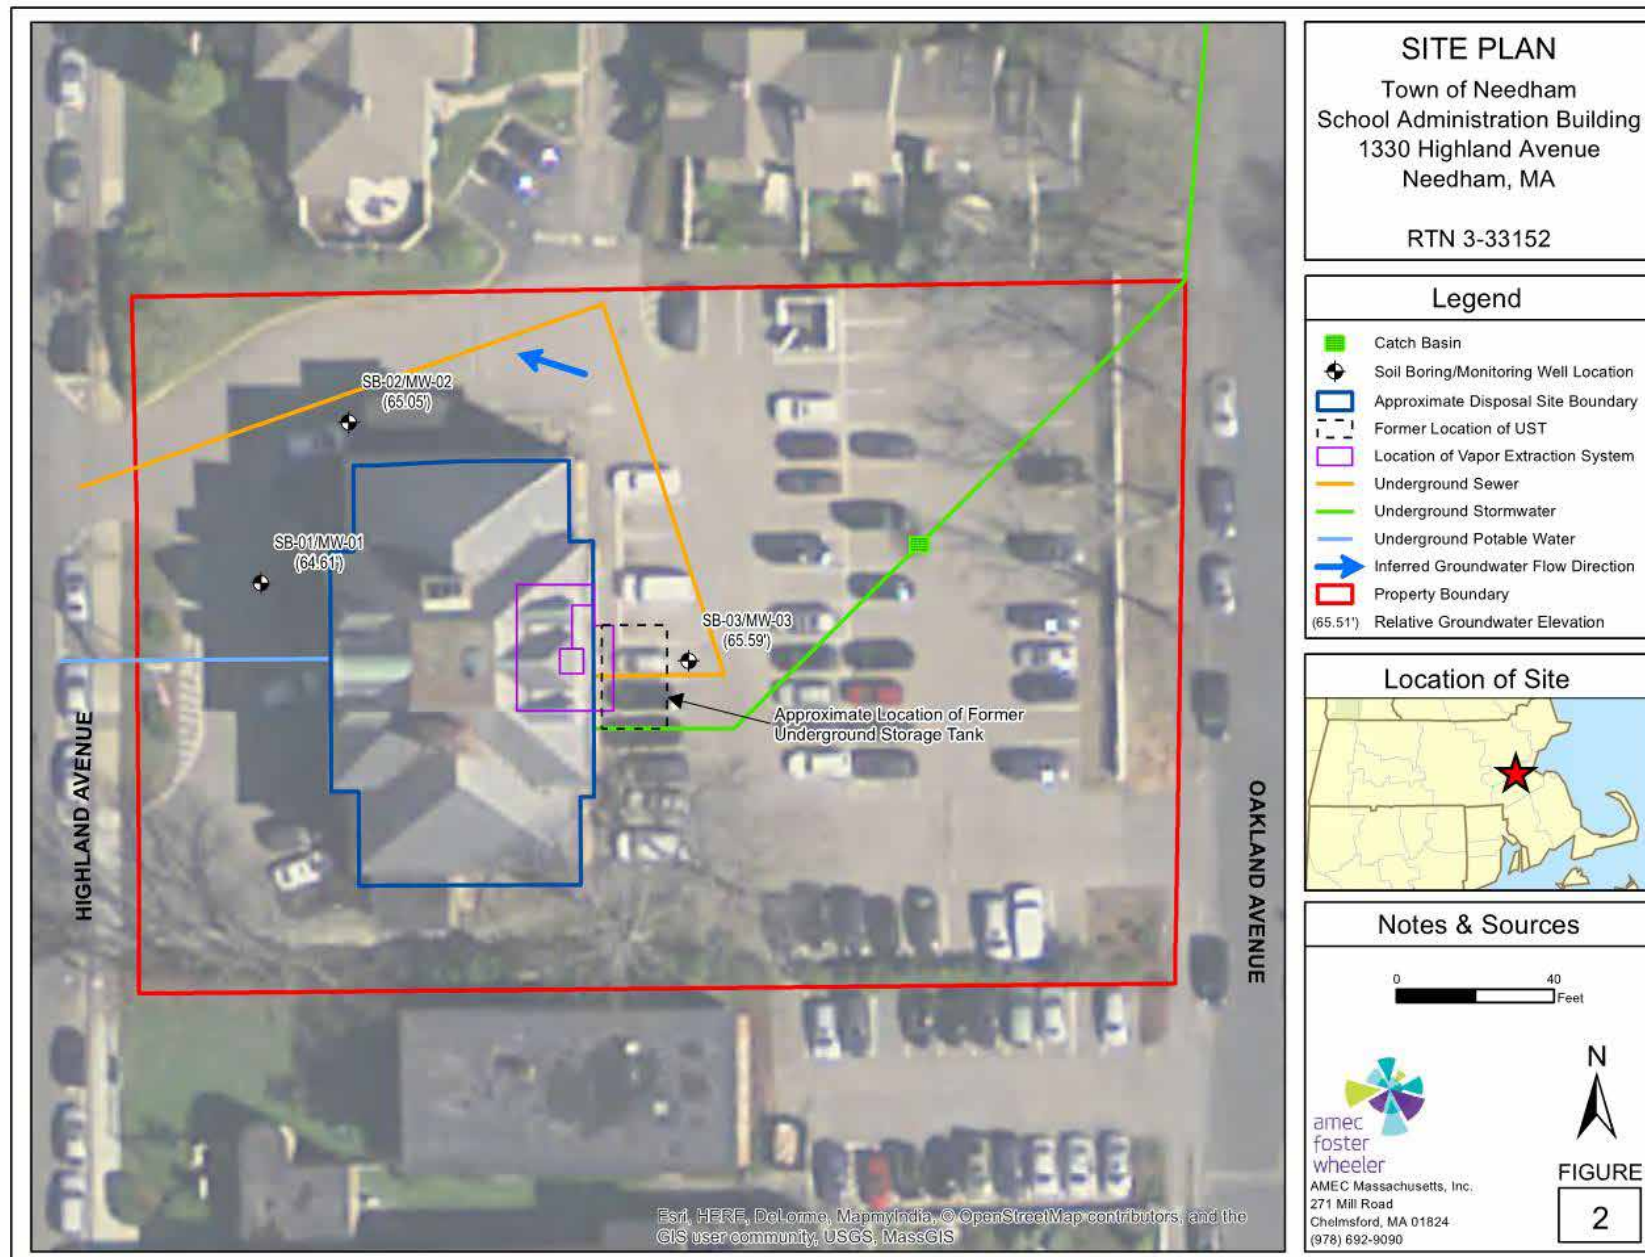 SITE PLAN
Town of Needham
School Administration Building
1330 Highland Avenue
Needham, MA
RTN 3-33152
Legend
Catch Basin
Soil Boring/Monitoring Well Location
Approximate Disposal Site Boundary
Former Location of UST
Location of Vapor Extraction System
Underground Sewer
Underground Stormwater
Underground Potable Water
Inferred Groundwater Flow Direction
Property Boundary
(65.51') Relative Groundwater Elevation
Location of Site
Notes & Sources
0 40
Feet
N
amec
foster
wheeler
AMEC Massachusetts, Inc.
271 Mill Road
Chelmsford, MA 01824
(978) 692-9090
FIGURE
2
SB-02/MW-02
(65.05')
SB-01/MW-01
(64.61')
SB-03/MW-03
(65.59')
Approximate Location of Former
Underground Storage Tank
HIGHLAND AVENUE
OAKLAND AVENUE
Esri, HERE, DeLorme, MapmyIndia, © OpenStreetMap contributors, and the
GIS user community, USGS, MassGIS